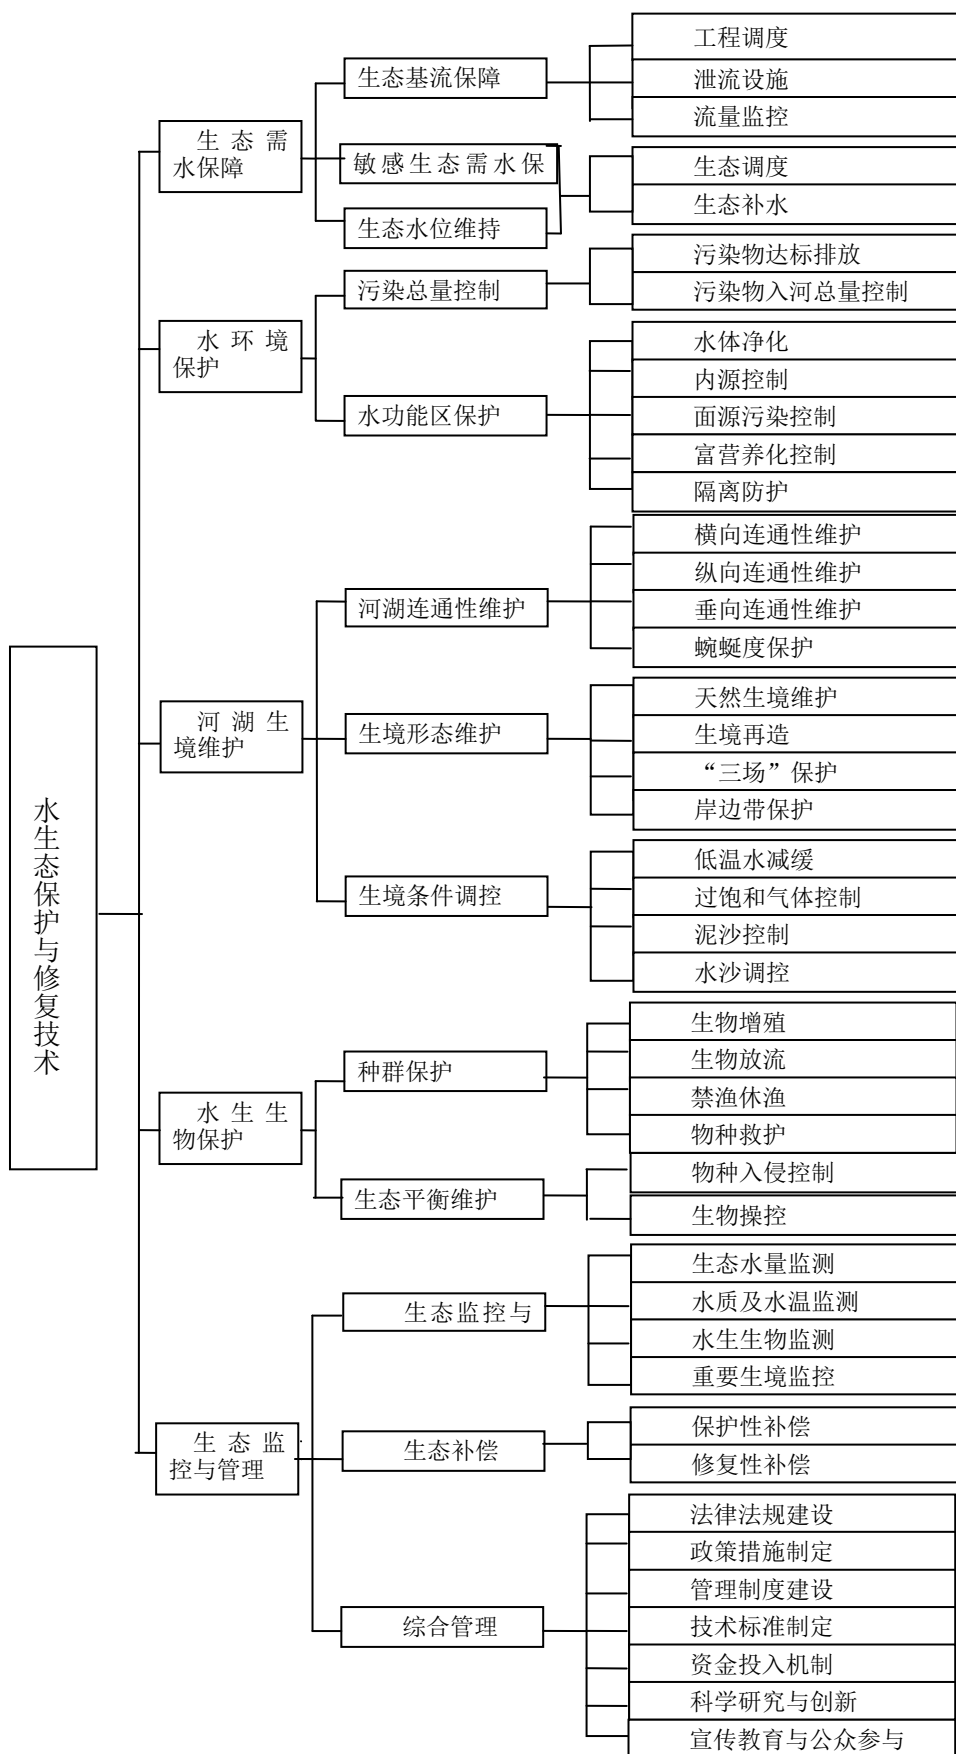 水生态保护与修复技术
生态需
水保障
生态基流保障
工程调度
泄流设施
流量监控
敏感生态需水保
生态水位维持
生态调度
生态补水
水环境
保护
污染总量控制
污染物达标排放
污染物入河总量控制
水功能区保护
水体净化
内源控制
面源污染控制
富营养化控制
隔离防护
河湖生
境维护
河湖连通性维护
横向连通性维护
纵向连通性维护
垂向连通性维护
蜿蜒度保护
生境形态维护
天然生境维护
生境再造
“三场”保护
岸边带保护
生境条件调控
低温水减缓
过饱和气体控制
泥沙控制
水沙调控
水生生
物保护
种群保护
生物增殖
生物放流
禁渔休渔
物种救护
生态平衡维护
物种入侵控制
生物操控
生态监
控与管理
生态监控与
生态水量监测
水质及水温监测
水生生物监测
重要生境监控
生态补偿
保护性补偿
修复性补偿
综合管理
法律法规建设
政策措施制定
管理制度建设
技术标准制定
资金投入机制
科学研究与创新
宣传教育与公众参与